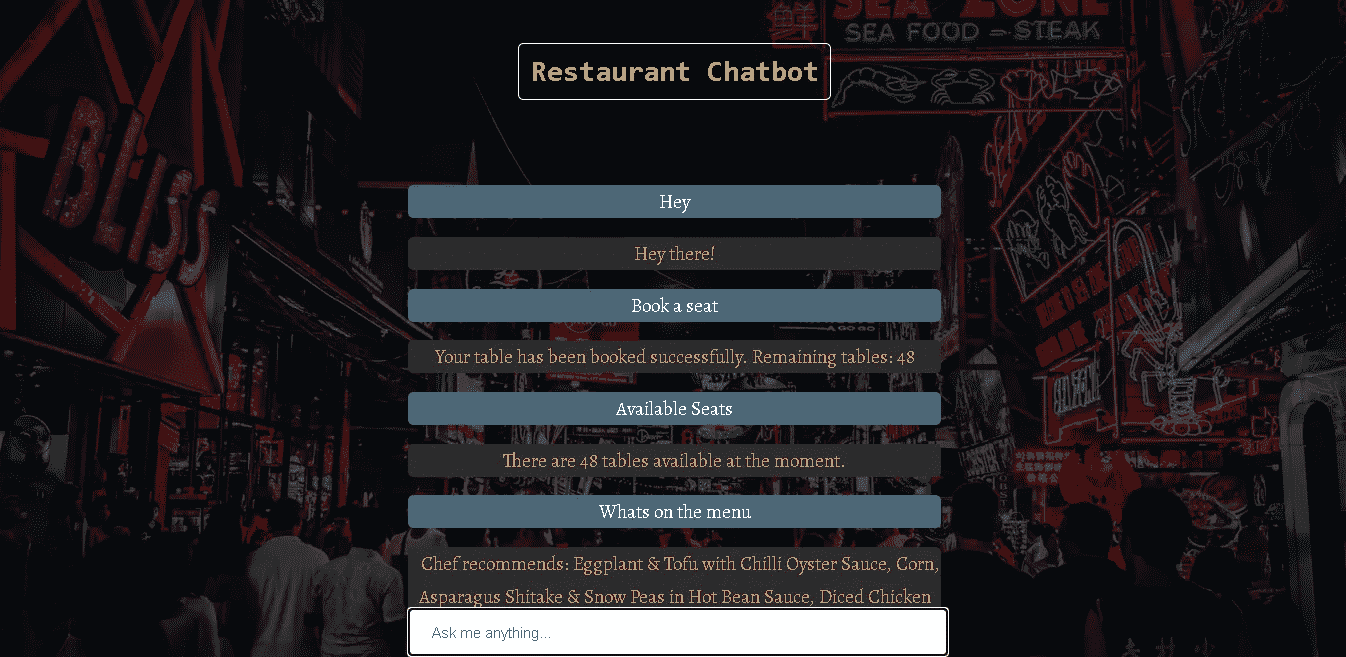 SEA ZONE
SEA FOOD – STEAK
Restaurant Chatbot
BLISS
Hey
Hey there!
Book a seat
Your table has been booked successfully. Remaining tables: 48
A GO GO
Available Seats
There are 48 tables available at the moment.
Whats on the menu
Chef recommends: Eggplant & Tofu with Chilli Oyster Sauce, Corn,
Asparagus Shitake & Snow Peas in Hot Bean Sauce, Diced Chicken
Ask me anything...